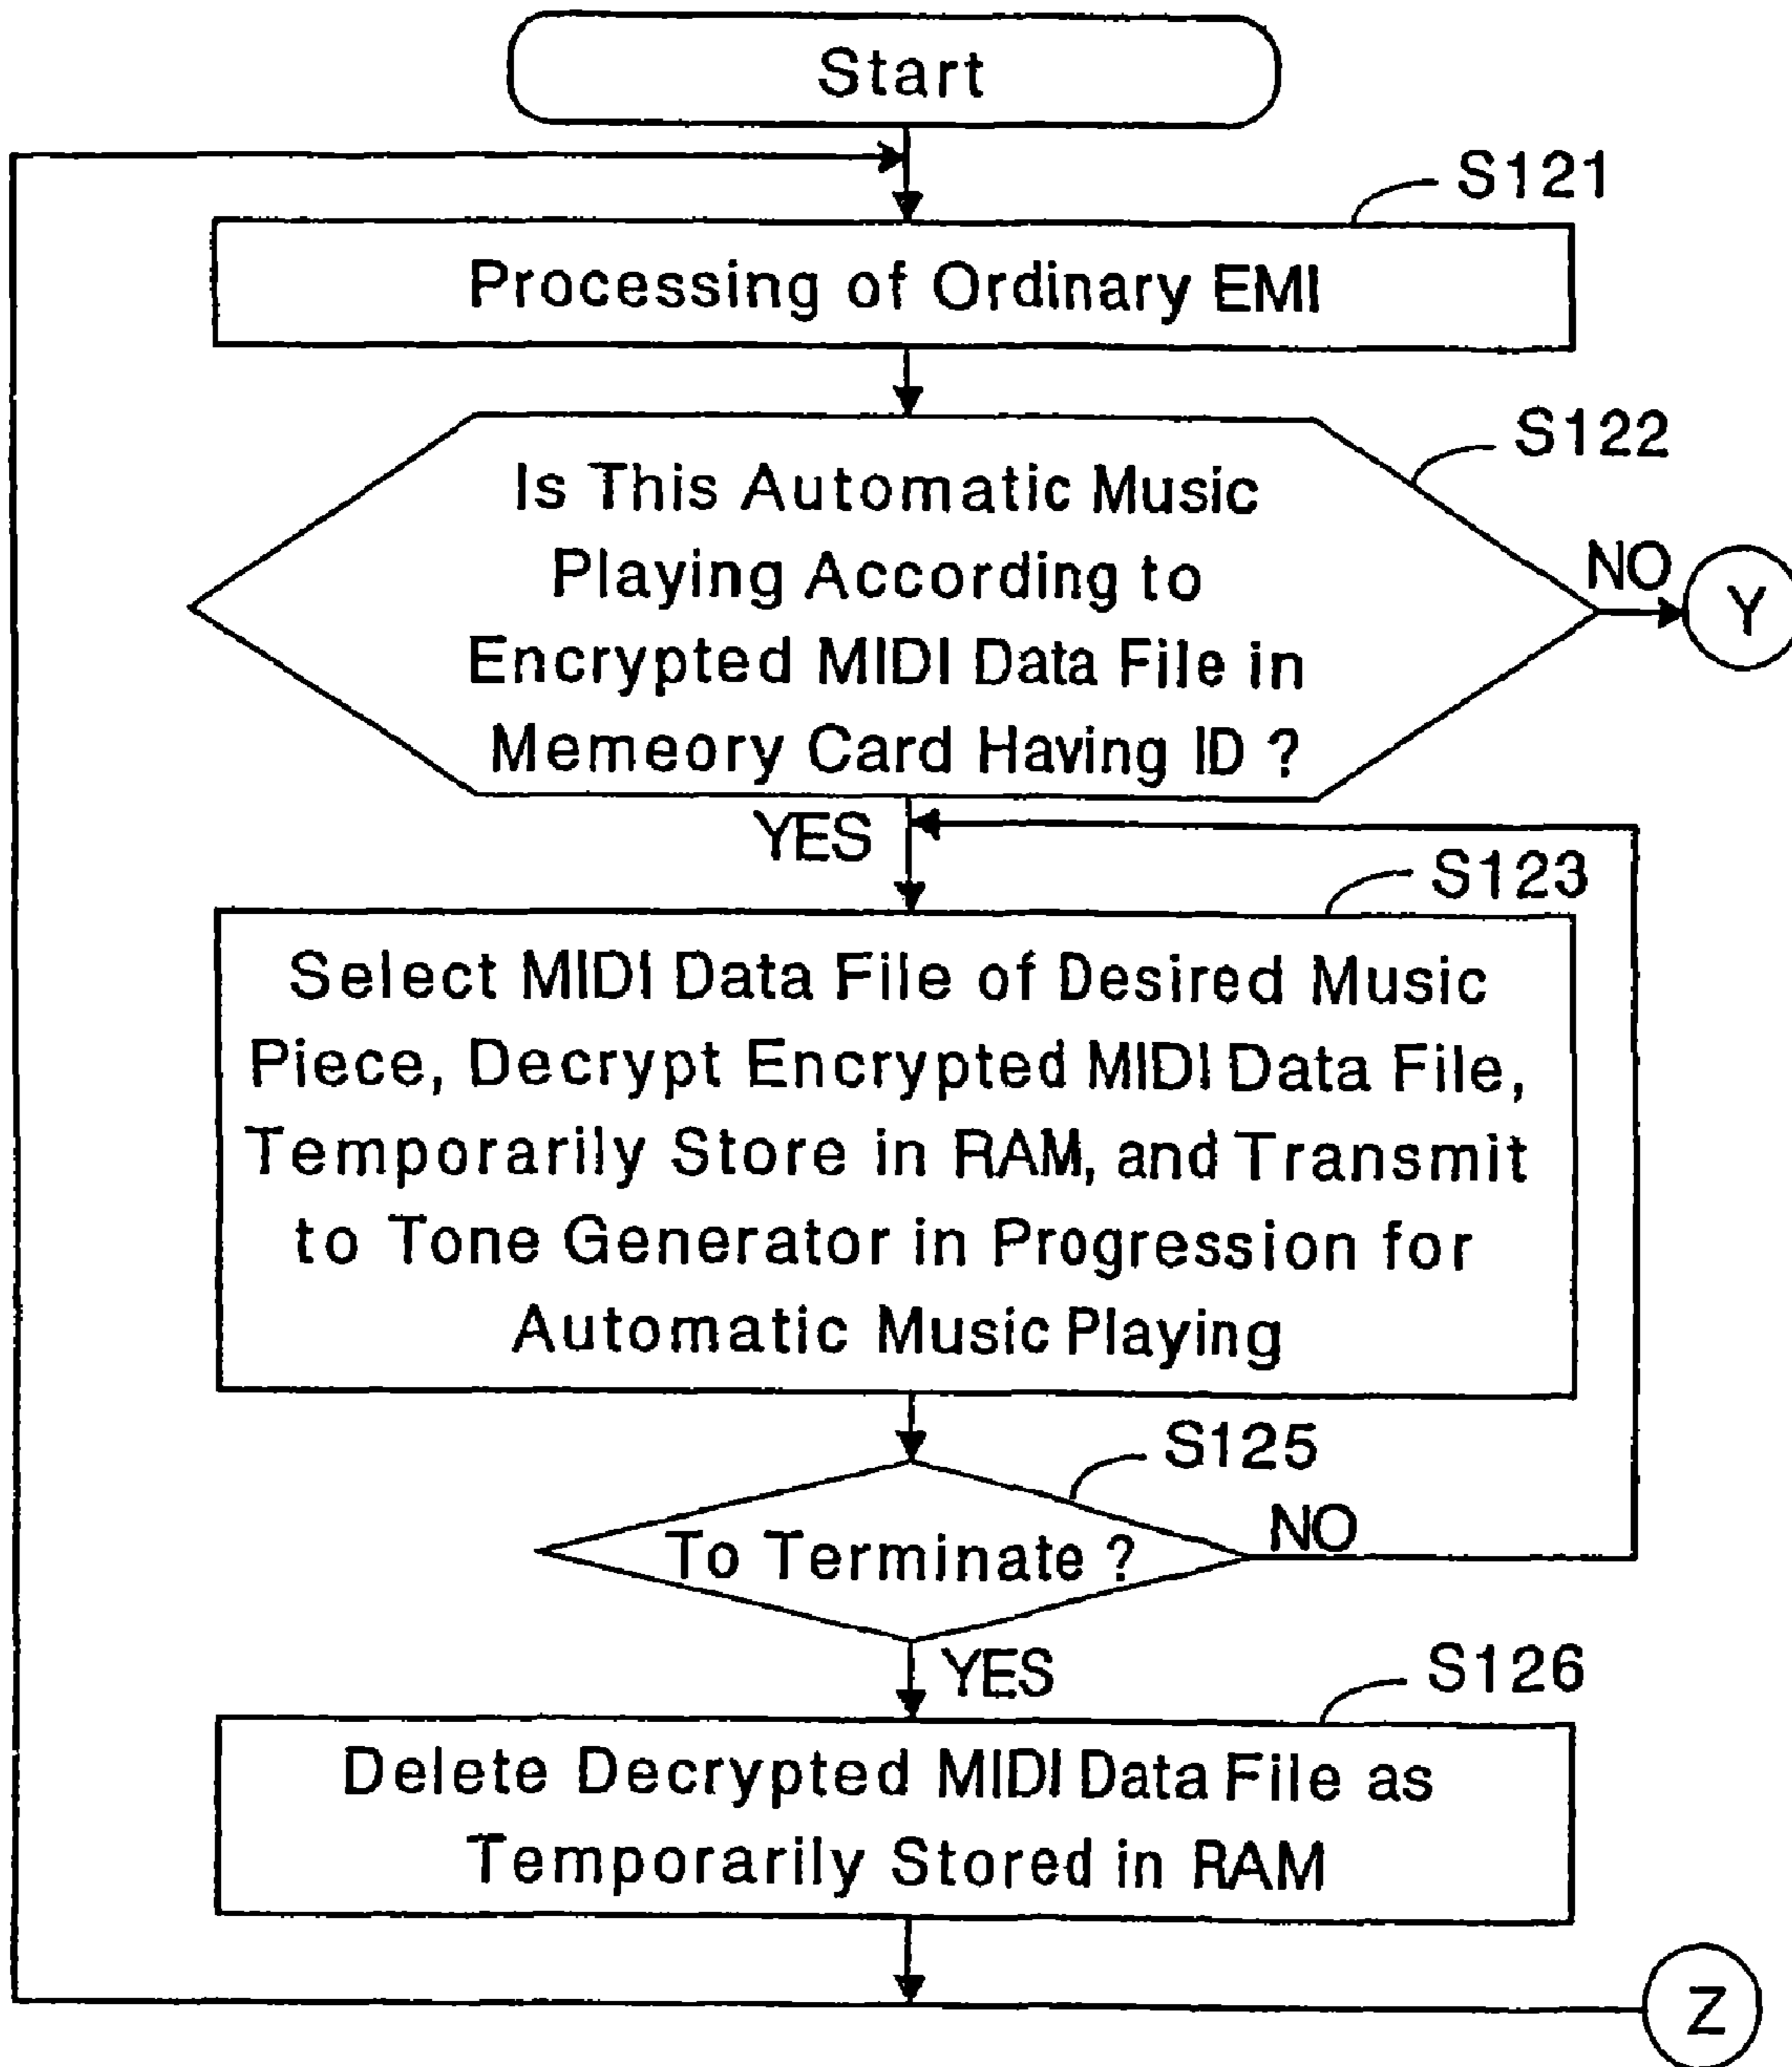 Start
S121
Processing of Ordinary EMI
S122
Is This Automatic Music
Playing According to
Encrypted MIDI Data File in
Memeory Card Having ID ?
NO
Y
YES
S123
Select MIDI Data File of Desired Music
Piece, Decrypt Encrypted MIDI Data File,
Temporarily Store in RAM, and Transmit
to Tone Generator in Progression for
Automatic Music Playing
S125
To Terminate ?
NO
YES
S126
Delete Decrypted MIDI Data File as
Temporarily Stored in RAM
Z